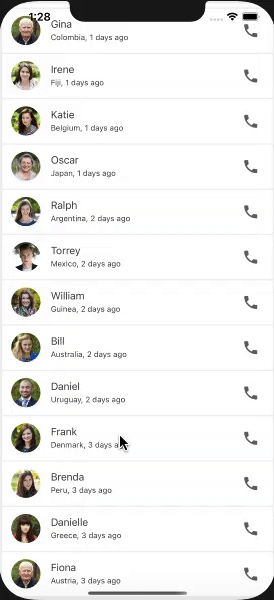 1:28
Gina
Colombia, 1 days ago
Irene
Fiji, 1 days ago
Katie
Belgium, 1 days ago
Oscar
Japan, 1 days ago
Ralph
Argentina, 2 days ago
Torrey
Mexico, 2 days ago
William
Guinea, 2 days ago
Bill
Australia, 2 days ago
Daniel
Uruguay, 2 days ago
Frank
Denmark, 3 days
Brenda
Peru, 3 days ago
Danielle
Greece, 3 days ago
Fiona
Austria, 3 days ago